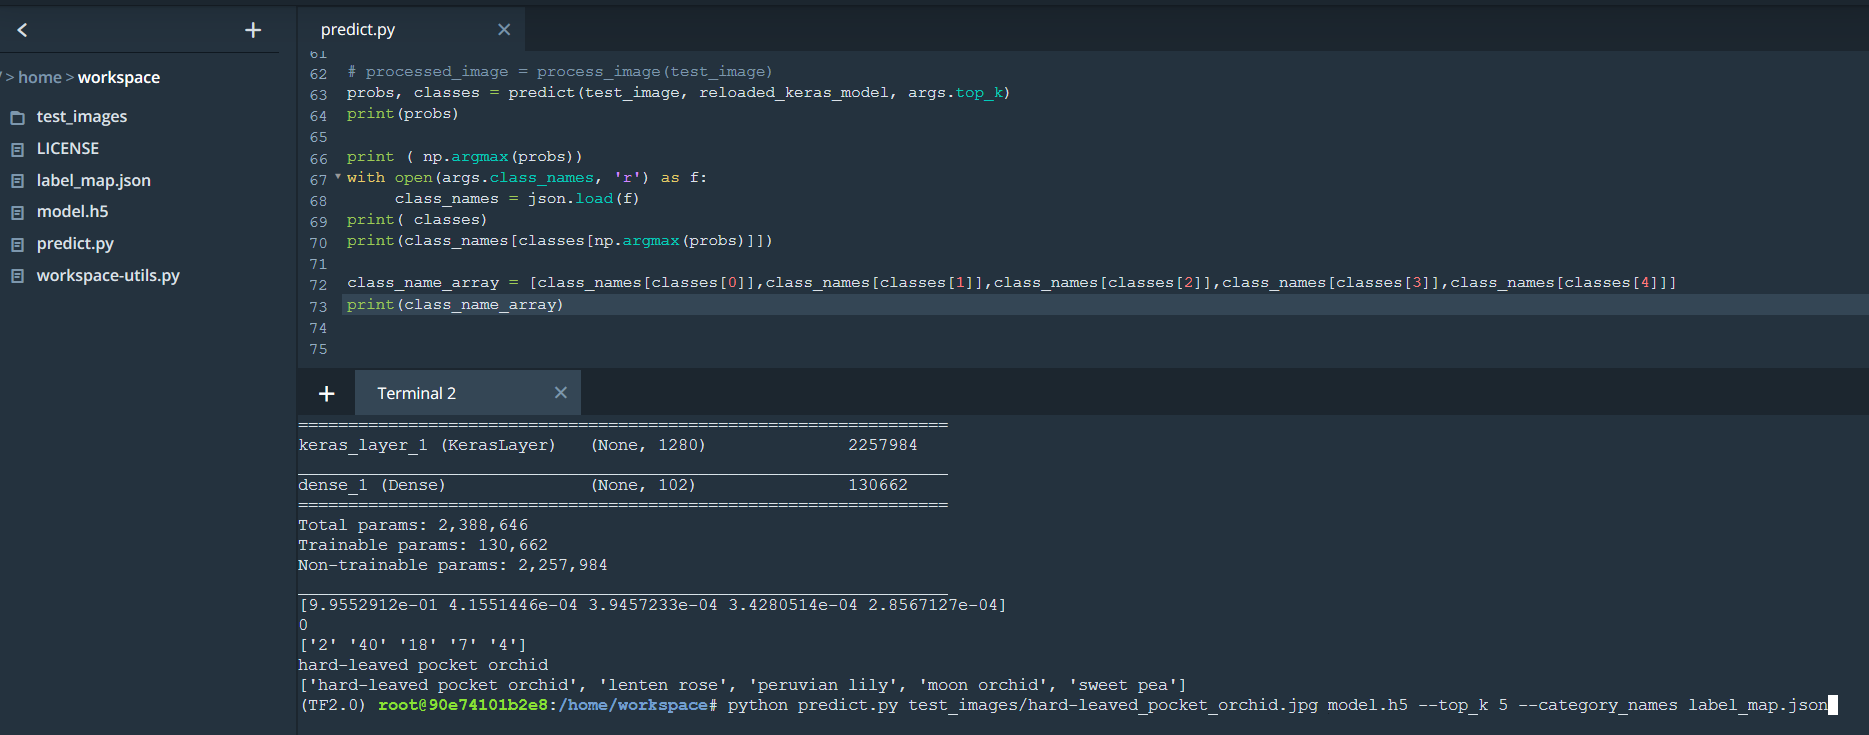 predict.py
> home > workspace
test_images
LICENSE
label_map.json
model.h5
predict.py
workspace-utils.py
61
62 # processed_image = process_image(test_image)
63 probs, classes = predict(test_image, reloaded_keras_model, args.top_k)
64 print(probs)
65
66 print ( np.argmax(probs))
67 with open(args.class_names, 'r') as f:
68 class_names = json.load(f)
69 print( classes)
70 print(class_names[classes[np.argmax(probs)]])
71
72 class_name_array = [class_names[classes[0]],class_names[classes[1]],class_names[classes[2]],class_names[classes[3]],class_names[classes[4]]]
73 print(class_name_array)
74
75
Terminal 2
=================================================================
keras_layer_1 (KerasLayer) (None, 1280) 2257984
_________________________________________________________________
dense_1 (Dense) (None, 102) 130662
=================================================================
Total params: 2,388,646
Trainable params: 130,662
Non-trainable params: 2,257,984
_________________________________________________________________
[9.9552912e-01 4.1551446e-04 3.9457233e-04 3.4280514e-04 2.8567127e-04]
0
['2' '40' '18' '7' '4']
hard-leaved pocket orchid
['hard-leaved pocket orchid', 'lenten rose', 'peruvian lily', 'moon orchid', 'sweet pea']
(TF2.0) root@90e74101b2e8:/home/workspace# python predict.py test_images/hard-leaved_pocket_orchid.jpg model.h5 --top_k 5 --category_names label_map.json